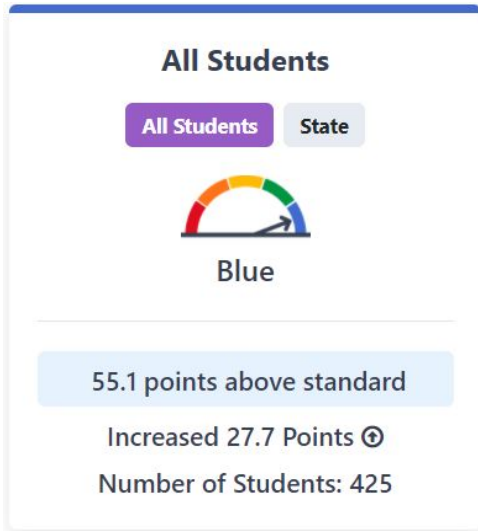 All Students
All Students State
Blue
55.1 points above standard
Increased 27.7 Points
Number of Students: 425